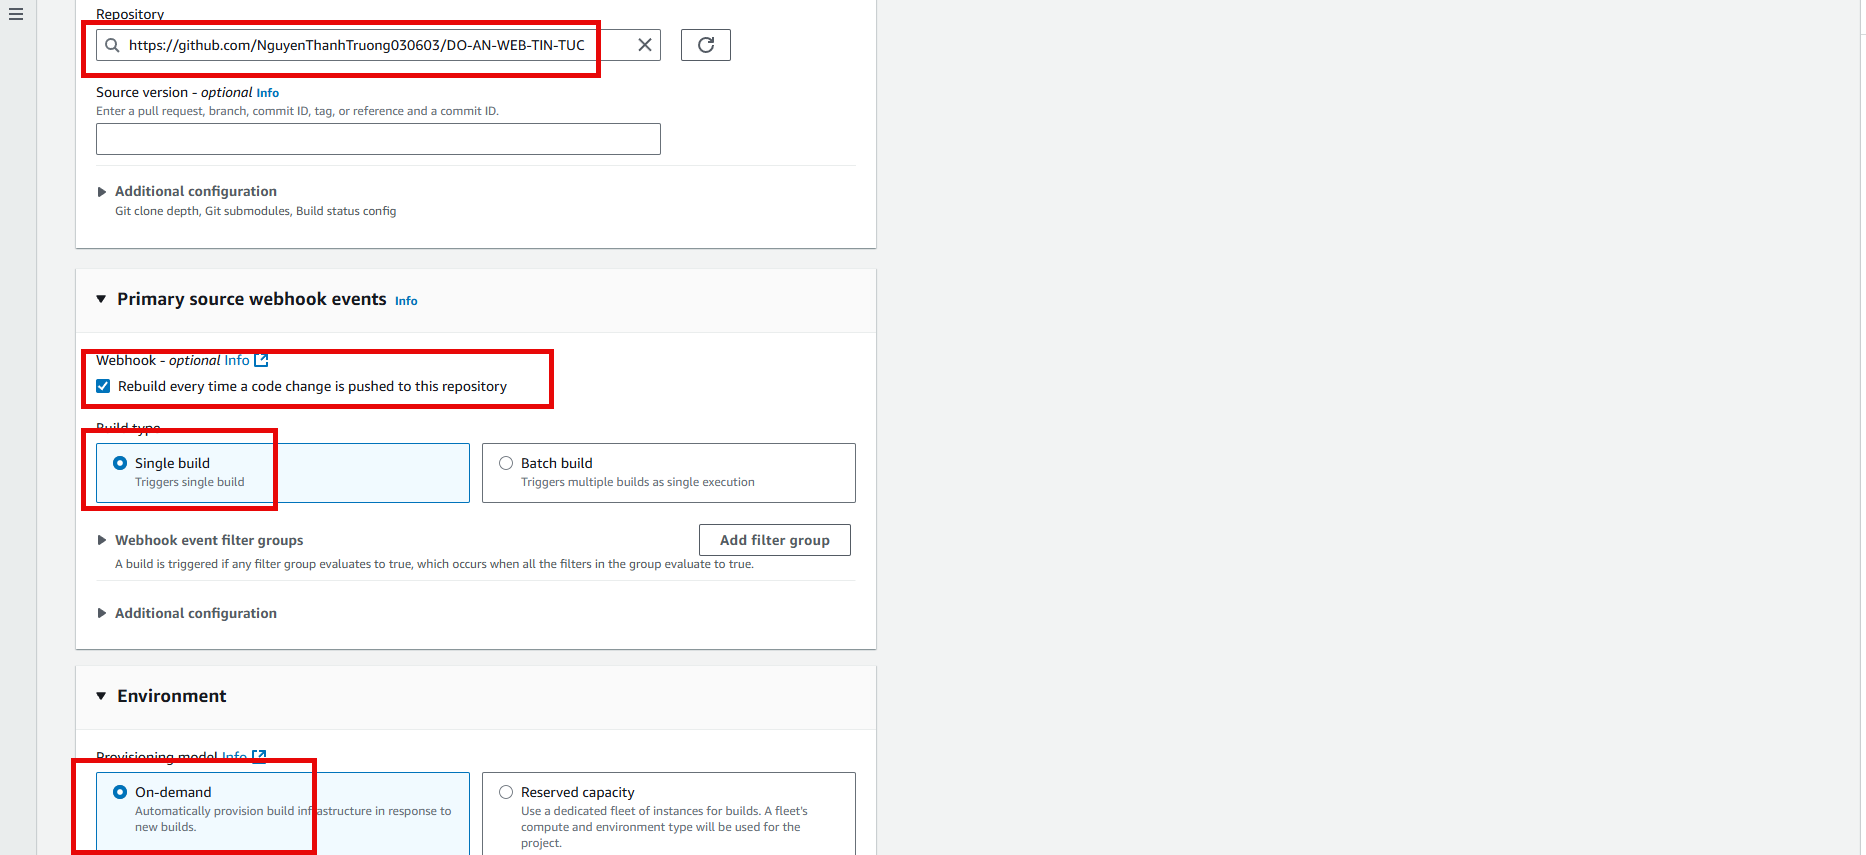 Repository
https://github.com/NguyenThanhTruong030603/DO-AN-WEB-TIN-TUC
Source version - optional Info
Enter a pull request, branch, commit ID, tag, or reference and a commit ID.
Additional configuration
Git clone depth, Git submodules, Build status config
Primary source webhook events Info
Webhook - optional Info
Rebuild every time a code change is pushed to this repository
Build type
Single build
Triggers single build
Batch build
Triggers multiple builds as single execution
Webhook event filter groups
Add filter group
A build is triggered if any filter group evaluates to true, which occurs when all the filters in the group evaluate to true.
Additional configuration
Environment
Provisioning model Info
On-demand
Automatically provision build infrastructure in response to
new builds.
Reserved capacity
Use a dedicated fleet of instances for builds. A fleet's
compute and environment type will be used for the
project.